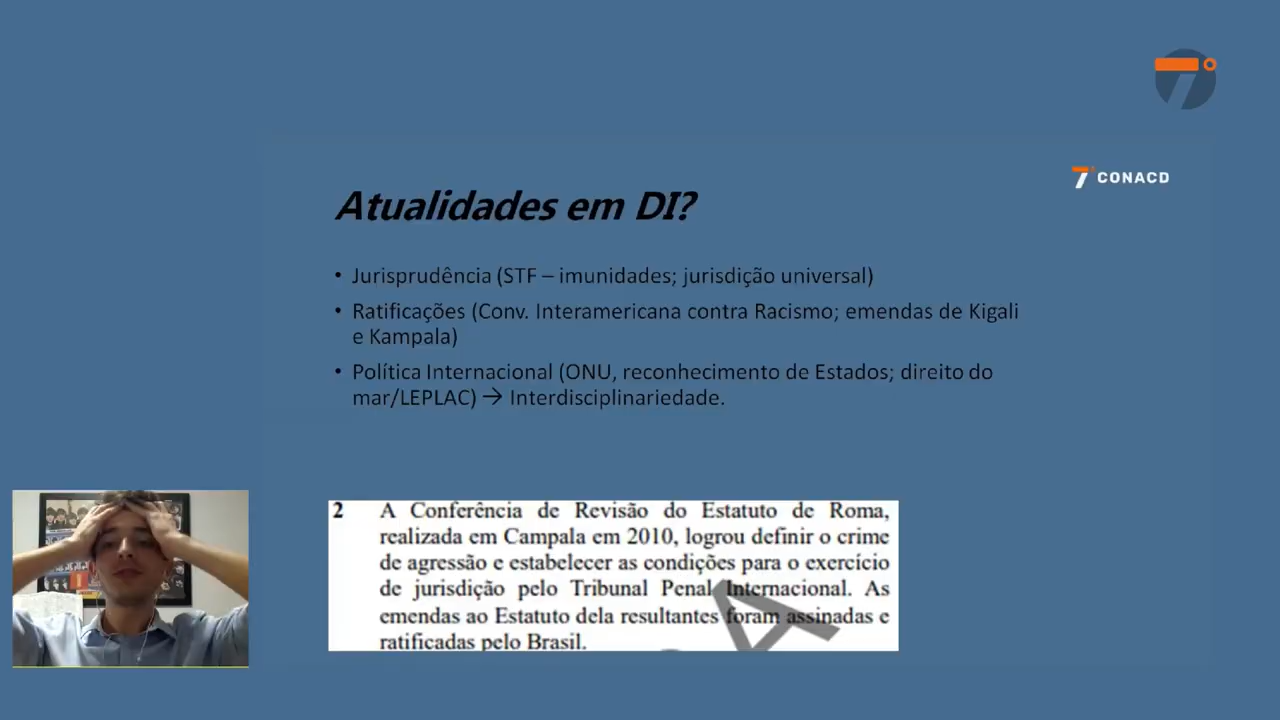 7 CONACD
Atualidades em DI?
• Jurisprudência (STF – imunidades; jurisdição universal)
• Ratificações (Conv. Interamericana contra Racismo; emendas de Kigali
e Kampala)
• Política Internacional (ONU, reconhecimento de Estados; direito do
mar/LEPLAC) → Interdisciplinariedade.
2 A Conferência de Revisão do Estatuto de Roma,
realizada em Campala em 2010, logrou definir o crime
de agressão e estabelecer as condições para o exercício
de jurisdição pelo Tribunal Penal Internacional. As
emendas ao Estatuto dela resultantes foram assinadas e
ratificadas pelo Brasil.